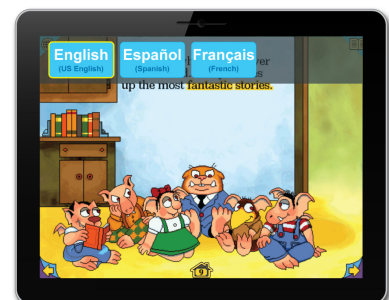 English
(US English)
Español
(Spanish)
Français
(French)
up the most fantastic stories.
9